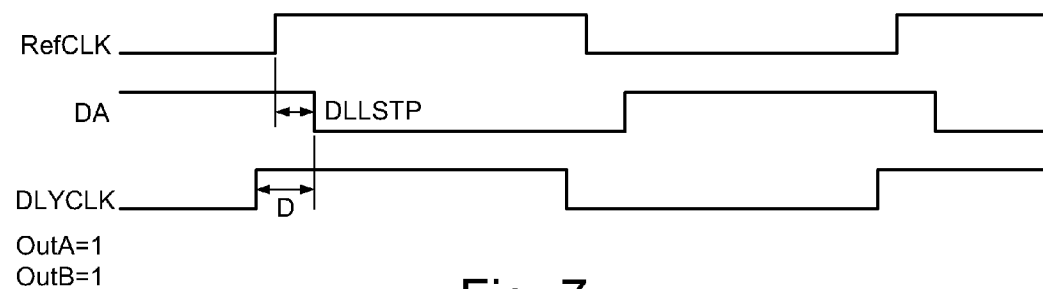 RefCLK
DA
DLLSTP
DLYCLK
D
OutA=1
OutB=1